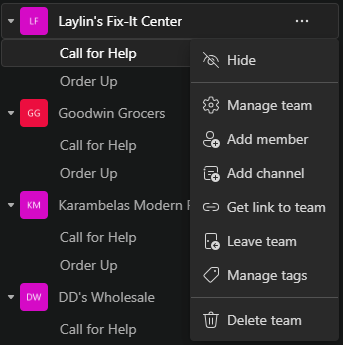 LF Laylin's Fix-It Center ...
Call for Help
Order Up
GG Goodwin Grocers
Call for Help
Order Up
KM Karambelas Modern
Call for Help
Order Up
DW DD's Wholesale
Call for Help
Hide
Manage team
Add member
Add channel
Get link to team
Leave team
Manage tags
Delete team